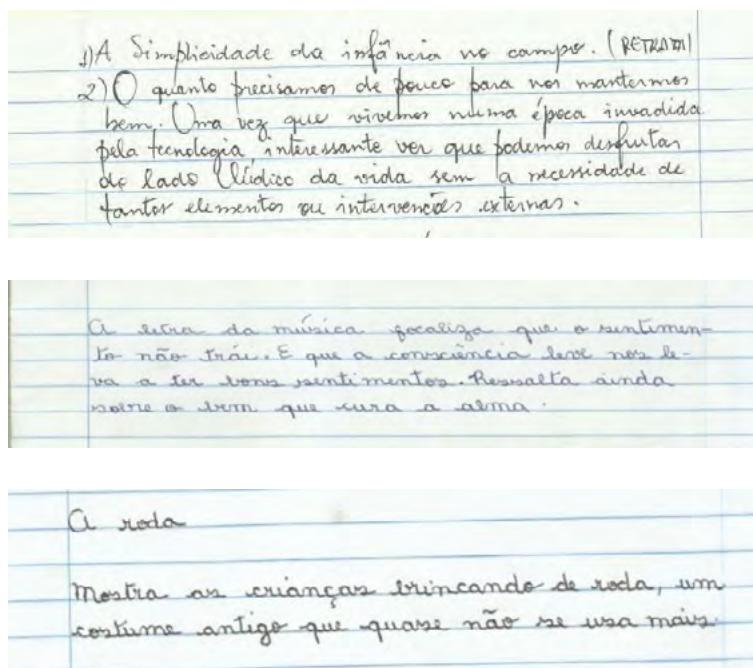 1) A Simplicidade da infância no campo. (RETRATA)
2) O quanto precisamos de pouco para nos mantermos
bem. Uma vez que vivemos numa época invadida
pela tecnologia interessante ver que podemos desfrutar
do lado lúdico da vida sem a necessidade de
tantos elementos ou intervenções externas.
A letra da música focaliza que o sentimen-
to não trái. E que a consciência leve nos le-
va a ter bons sentimentos. Ressalta ainda
sobre o bem que cura a alma.
A roda
Mostra as crianças brincando de roda, um
costume antigo que quase não se usa mais